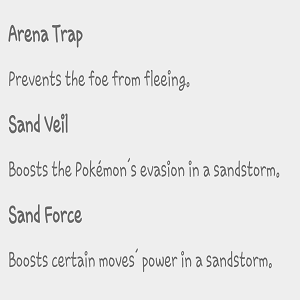 Arena Trap
Prevents the foe from fleeing.
Sand Veil
Boosts the Pokémon´s evasion in a sandstorm.
Sand Force
Boosts certain moves´ power in a sandstorm.